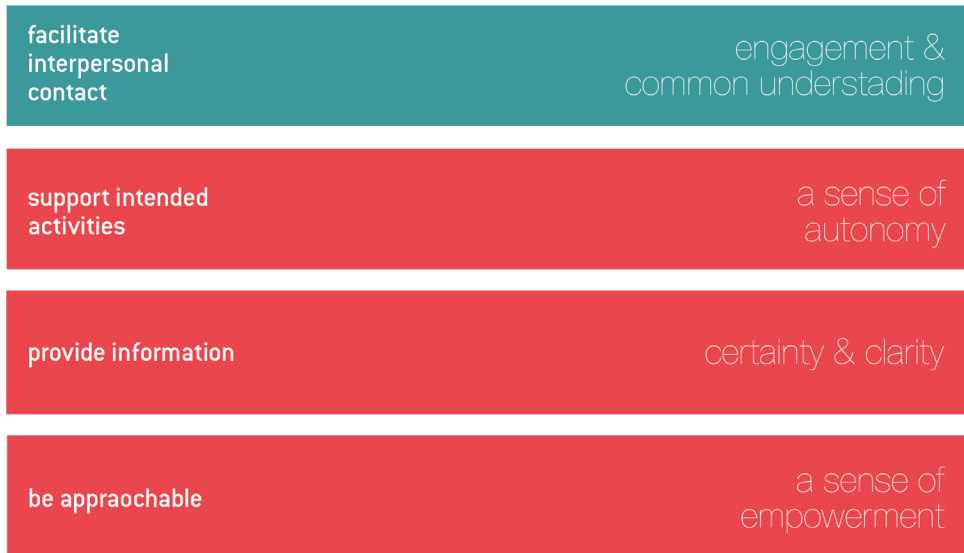 facilitate
interpersonal
contact
engagement &
common understading
support intended
activities
a sense of
autonomy
provide information
certainty & clarity
be appraochable
a sense of
empowerment